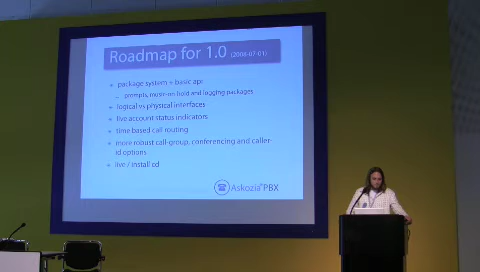 Roadmap for 1.0 (2008-07-01)
package system + basic api
prompts, music-on-hold and logging packages
logical vs physical interfaces
live account status indicators
time based call routing
more robust call-group, conferencing and caller-
id options
live / install cd
Askozia PBX